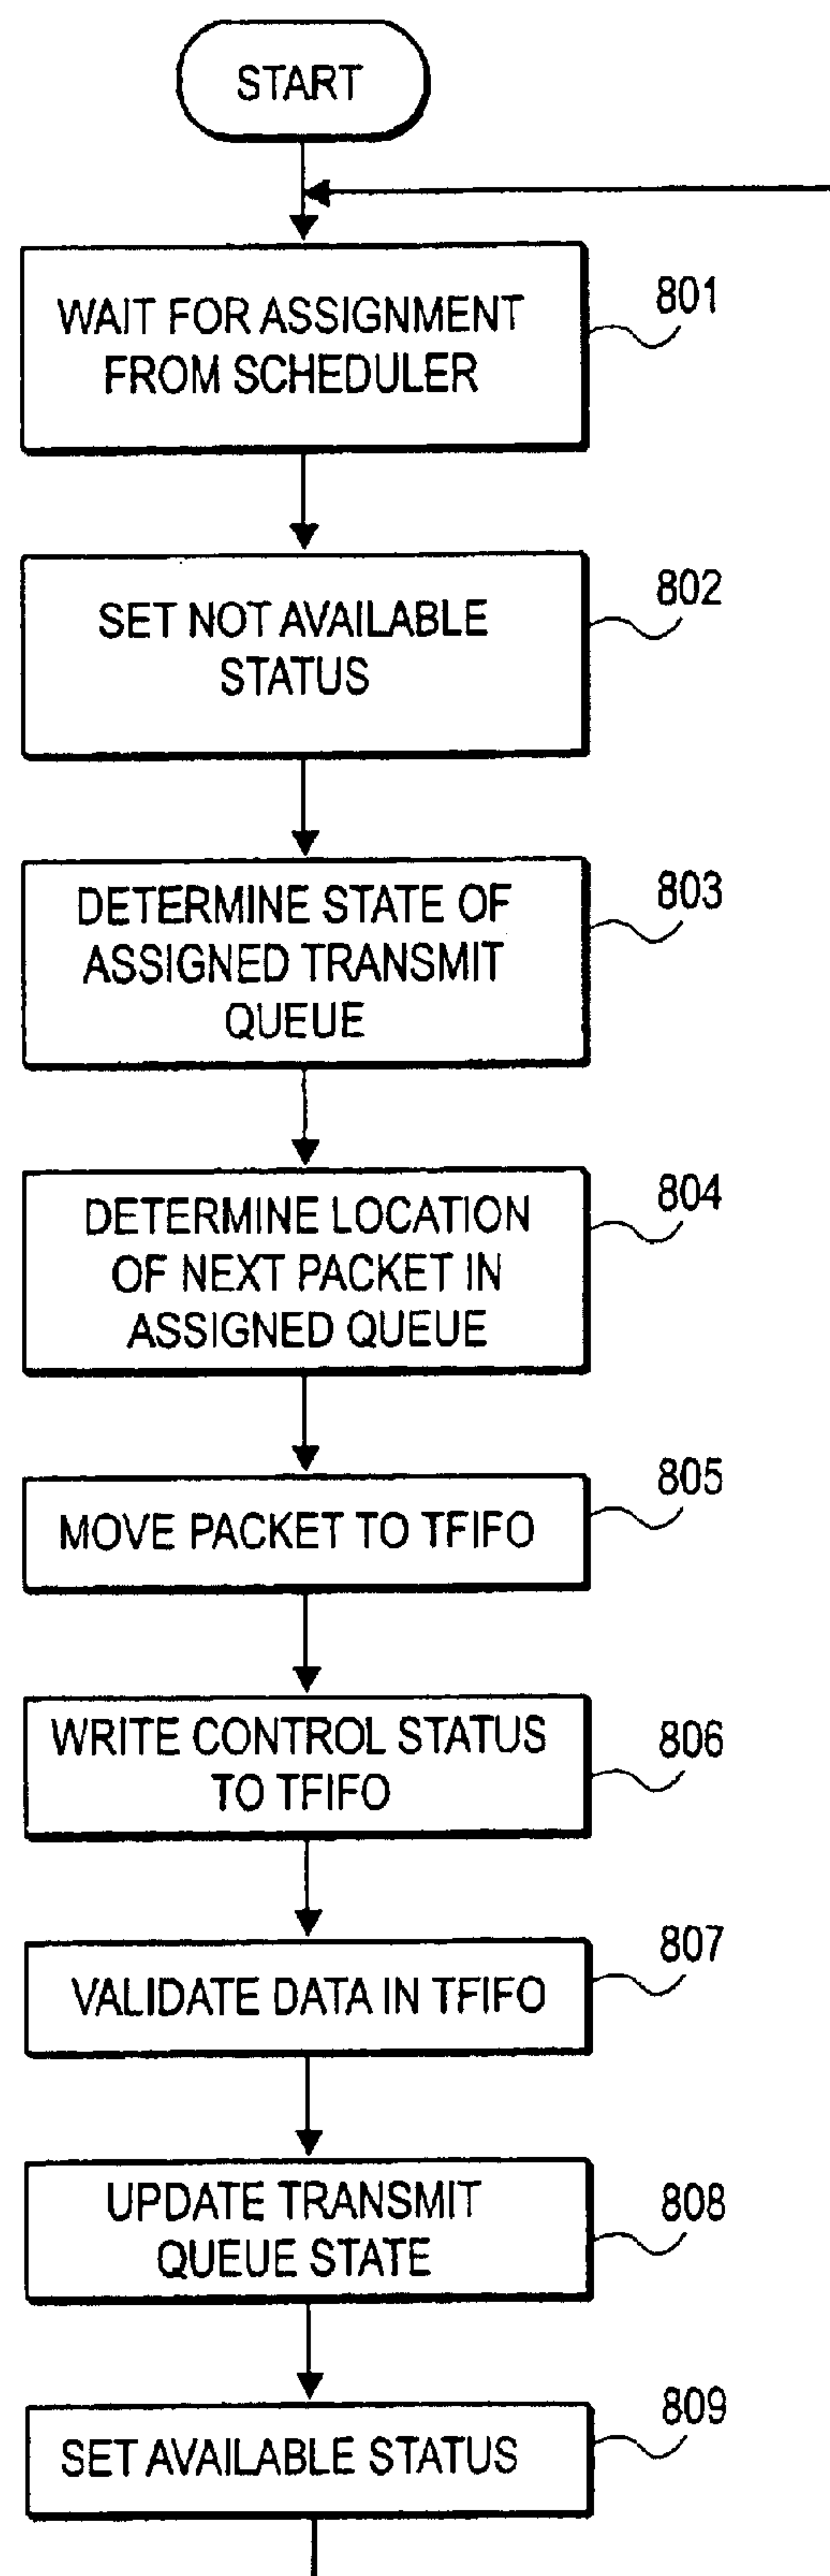 START
WAIT FOR ASSIGNMENT
FROM SCHEDULER
801
SET NOT AVAILABLE
STATUS
802
DETERMINE STATE OF
ASSIGNED TRANSMIT
QUEUE
803
DETERMINE LOCATION
OF NEXT PACKET IN
ASSIGNED QUEUE
804
MOVE PACKET TO TFIFO
805
WRITE CONTROL STATUS
TO TFIFO
806
VALIDATE DATA IN TFIFO
807
UPDATE TRANSMIT
QUEUE STATE
808
SET AVAILABLE STATUS
809